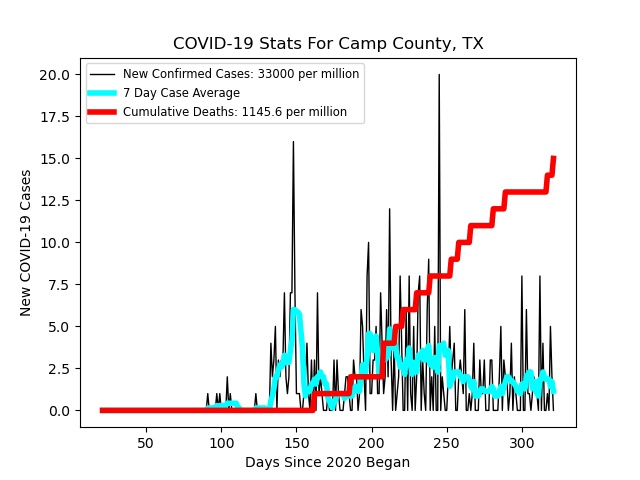 COVID-19 Stats For Camp County, TX
New Confirmed Cases: 33000 per million
7 Day Case Average
Cumulative Deaths: 1145.6 per million
New COVID-19 Cases
20.0
17.5
15.0
12.5
10.0
7.5
5.0
2.5
0.0
50 100 150 200 250 300
Days Since 2020 Began